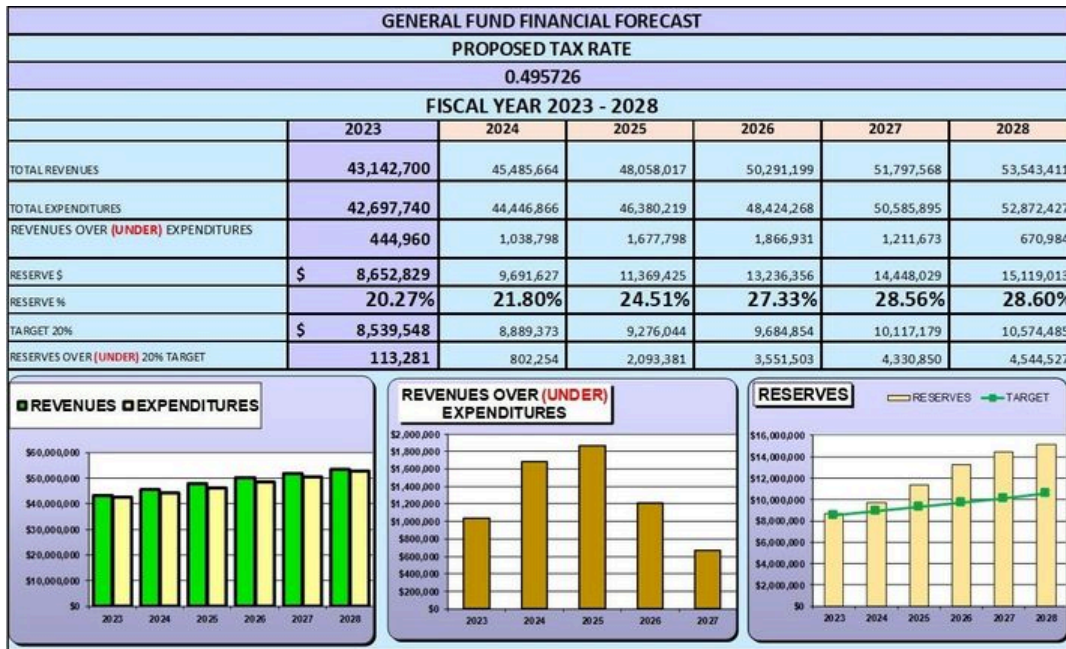 GENERAL FUND FINANCIAL FORECAST
PROPOSED TAX RATE
0.495726
FISCAL YEAR 2023 - 2028
2023 2024 2025 2026 2027 2028
TOTAL REVENUES 43,142,700 45,485,664 48,058,017 50,291,199 51,797,568 53,543,411
TOTAL EXPENDITURES 42,697,740 44,446,866 46,380,219 48,424,268 50,585,895 52,872,427
REVENUES OVER (UNDER) EXPENDITURES 444,960 1,038,798 1,677,798 1,866,931 1,211,673 670,984
RESERVE $ $ 8,652,829 9,691,627 11,369,425 13,236,356 14,448,029 15,119,013
RESERVE % 20.27% 21.80% 24.51% 27.33% 28.56% 28.60%
TARGET 20% $ 8,539,548 8,889,373 9,276,044 9,684,854 10,117,179 10,574,485
RESERVES OVER (UNDER) 20% TARGET 113,281 802,254 2,093,381 3,551,503 4,330,850 4,544,527
REVENUES EXPENDITURES
$60,000,000
$50,000,000
$40,000,000
$30,000,000
$20,000,000
$10,000,000
$0
2023 2024 2025 2026 2027 2028
REVENUES OVER (UNDER)
EXPENDITURES
$2,000,000
$1,800,000
$1,600,000
$1,400,000
$1,200,000
$1,000,000
$800,000
$600,000
$400,000
$200,000
$0
2023 2024 2025 2026 2027
RESERVES
RESERVES TARGET
$16,000,000
$14,000,000
$12,000,000
$10,000,000
$8,000,000
$6,000,000
$4,000,000
$2,000,000
$0
2023 2024 2025 2026 2027 2028